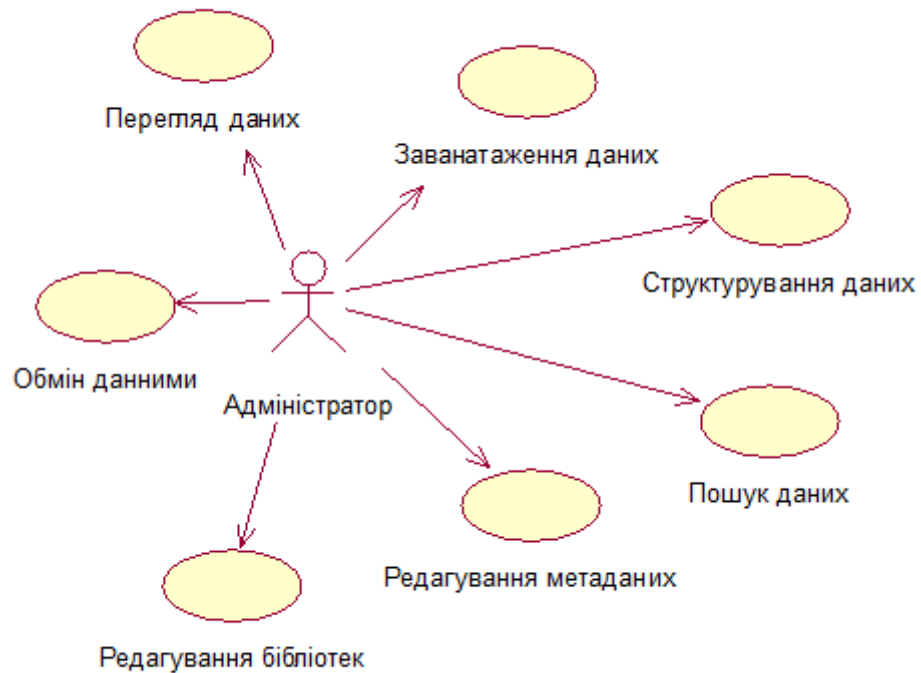 Перегляд даних
Заванатаження даних
Структурування даних
Обмін данними
Адміністратор
Пошук даних
Редагування метаданих
Редагування бібліотек